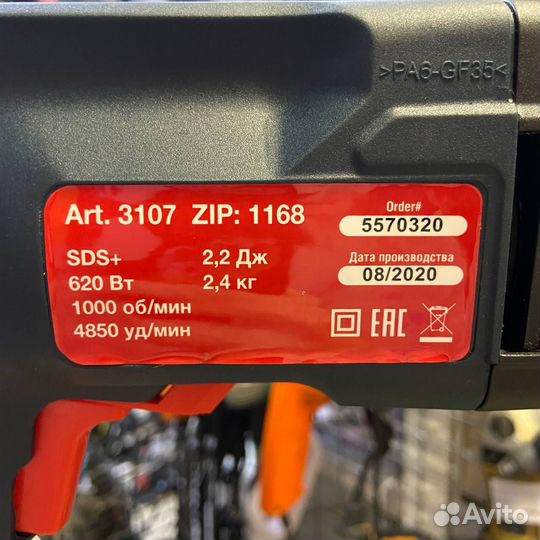 >PA6-GF35<
Art. 3107 ZIP: 1168
Order#
5570320
SDS+ 2,2 Дж
620 Вт 2,4 кг
1000 об/мин
4850 уд/мин
Дата производства
08/2020
EAC
Avito